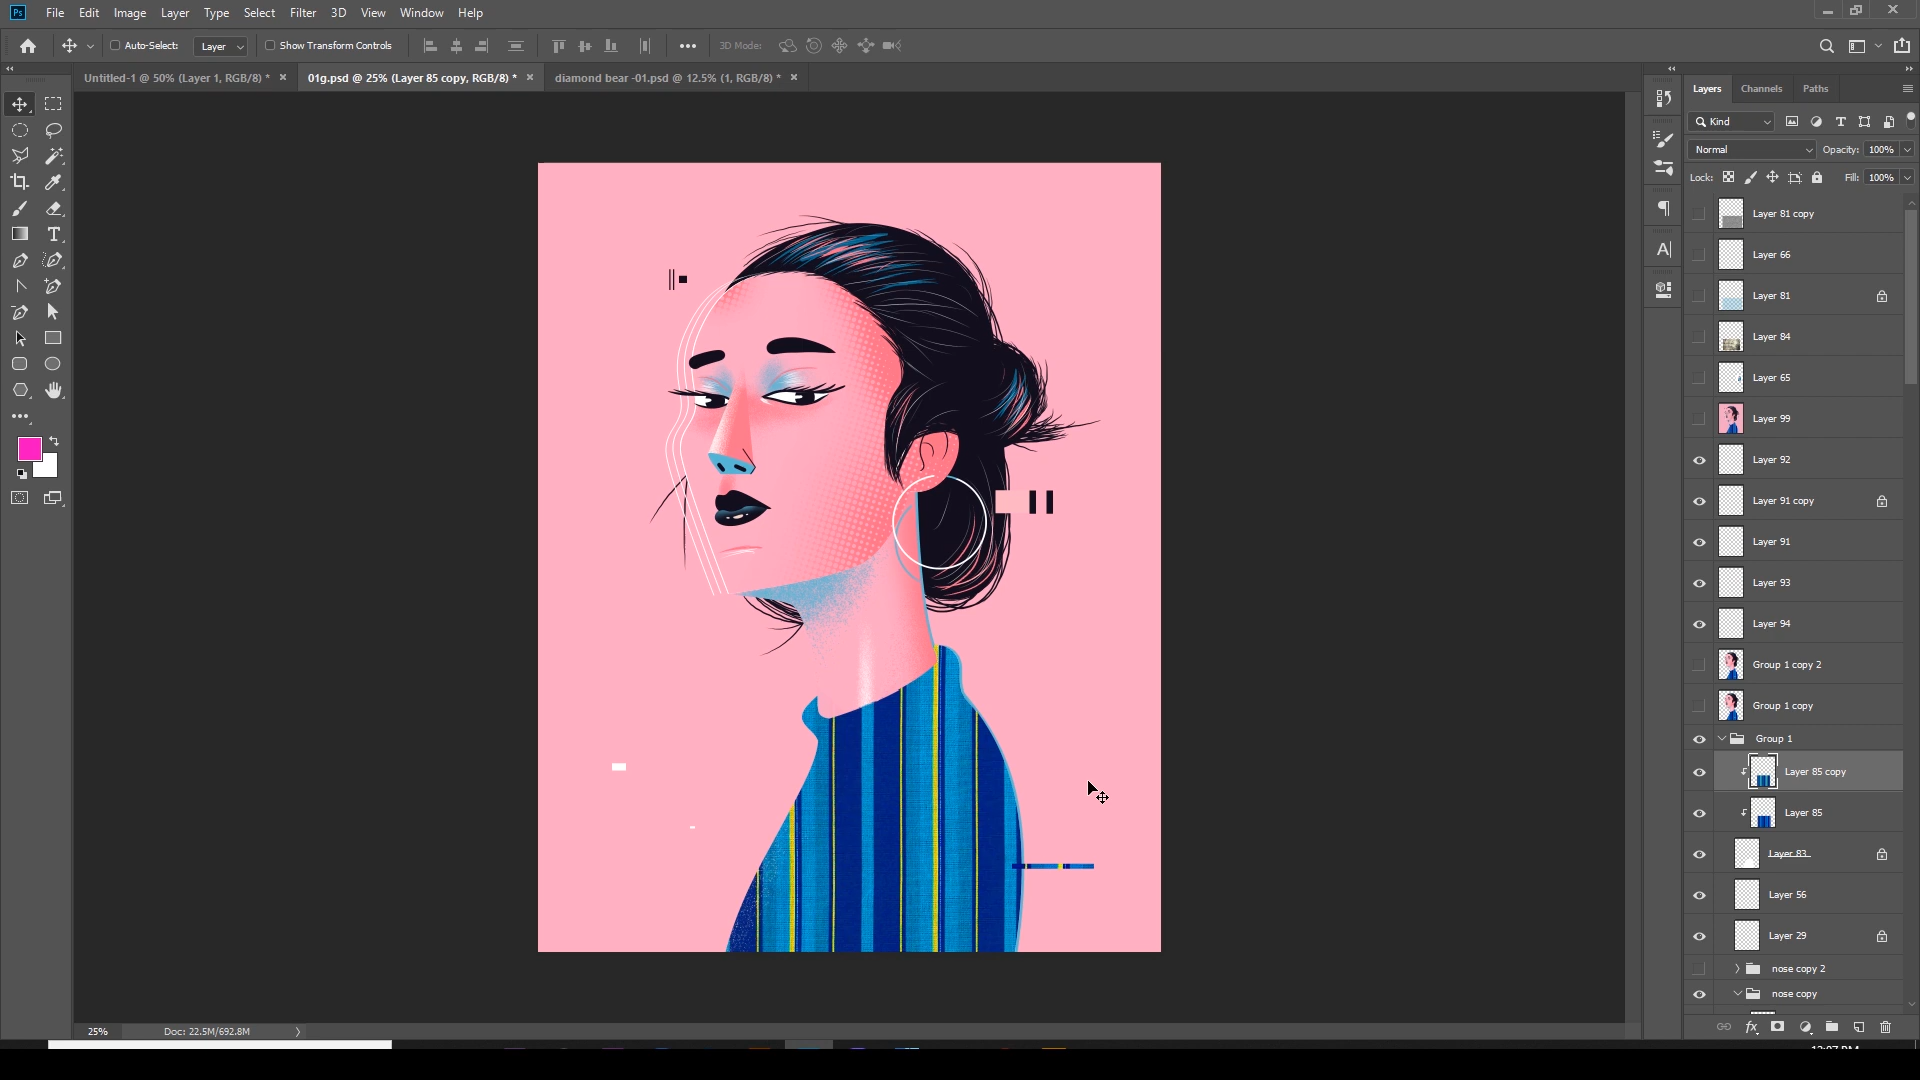 Ps File Edit Image Layer Type Select Filter 3D View Window Help
Auto-Select: Layer Show Transform Controls 3D Mode:
Untitled-1 @ 50% (Layer 1, RGB/8) * 01g.psd @ 25% (Layer 85 copy, RGB/8) * diamond bear -01.psd @ 12.5% (1, RGB/8) *
Layers Channels Paths
Kind
Normal Opacity: 100%
Lock: Fill: 100%
Layer 81 copy
Layer 66
Layer 81
Layer 84
Layer 65
Layer 99
Layer 92
Layer 91 copy
Layer 91
Layer 93
Layer 94
Group 1 copy 2
Group 1 copy
Group 1
Layer 85 copy
Layer 85
Layer 83
Layer 56
Layer 29
nose copy 2
nose copy
25% Doc: 22.5M/692.8M